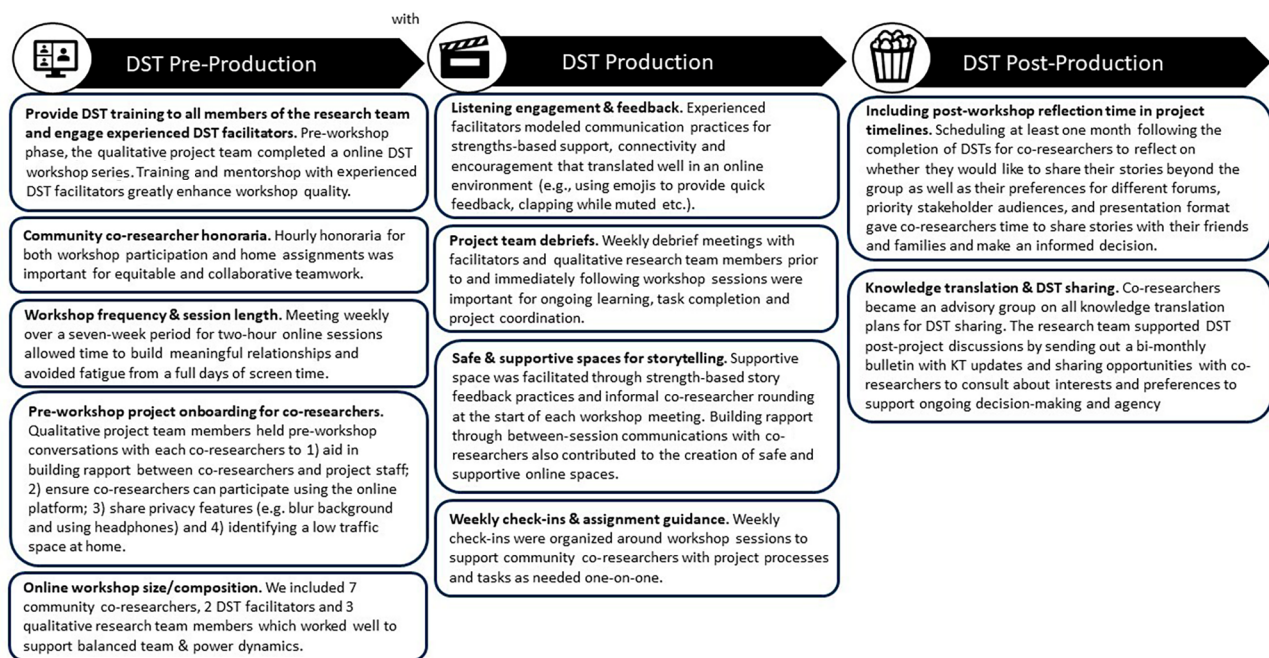 with
DST Pre-Production
Provide DST training to all members of the research team
and engage experienced DST facilitators. Pre-workshop
phase, the qualitative project team completed a online DST
workshop series. Training and mentorship with experienced
DST facilitators greatly enhance workshop quality.
Community co-researcher honoraria. Hourly honoraria for
both workshop participation and home assignments was
important for equitable and collaborative teamwork.
Workshop frequency & session length. Meeting weekly
over a seven-week period for two-hour online sessions
allowed time to build meaningful relationships and
avoided fatigue from a full days of screen time.
Pre-workshop project onboarding for co-researchers.
Qualitative project team members held pre-workshop
conversations with each co-researchers to 1) aid in
building rapport between co-researchers and project staff;
2) ensure co-researchers can participate using the online
platform; 3) share privacy features (e.g. blur background
and using headphones) and 4) identifying a low traffic
space at home.
Online workshop size/composition. We included 7
community co-researchers, 2 DST facilitators and 3
qualitative research team members which worked well to
support balanced team & power dynamics.
DST Production
Listening engagement & feedback. Experienced
facilitators modeled communication practices for
strengths-based support, connectivity and
encouragement that translated well in an online
environment (e.g., using emojis to provide quick
feedback, clapping while muted etc.).
Project team debriefs. Weekly debrief meetings with
facilitators and qualitative research team members prior
to and immediately following workshop sessions were
important for ongoing learning, task completion and
project coordination.
Safe & supportive spaces for storytelling. Supportive
space was facilitated through strength-based story
feedback practices and informal co-researcher rounding
at the start of each workshop meeting. Building rapport
through between-session communications with co-
researchers also contributed to the creation of safe and
supportive online spaces.
Weekly check-ins & assignment guidance. Weekly
check-ins were organized around workshop sessions to
support community co-researchers with project processes
and tasks as needed one-on-one.
DST Post-Production
Including post-workshop reflection time in project
timelines. Scheduling at least one month following the
completion of DSTs for co-researchers to reflect on
whether they would like to share their stories beyond the
group as well as their preferences for different forums,
priority stakeholder audiences, and presentation format
gave co-researchers time to share stories with their friends
and families and make an informed decision.
Knowledge translation & DST sharing. Co-researchers
became an advisory group on all knowledge translation
plans for DST sharing. The research team supported DST
post-project discussions by sending out a bi-monthly
bulletin with KT updates and sharing opportunities with co-
researchers to consult about interests and preferences to
support ongoing decision-making and agency